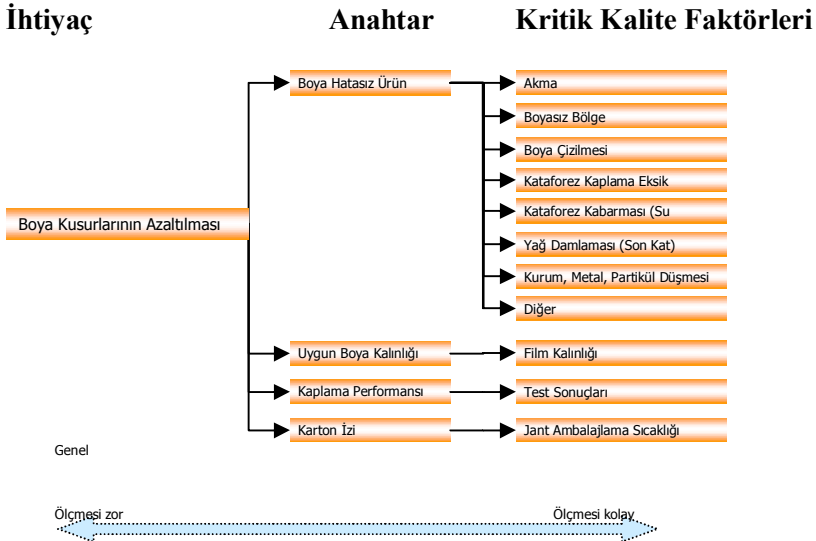 İhtiyaç Anahtar Kritik Kalite Faktörleri
Boya Hatasız Ürün
Akma
Boyasız Bölge
Boya Çizilmesi
Kataforez Kaplama Eksik
Kataforez Kabarması (Su
Boya Kusurlarının Azaltılması
Yağ Damlaması (Son Kat)
Kurum, Metal, Partikül Düşmesi
Diğer
Uygun Boya Kalınlığı
Film Kalınlığı
Kaplama Performansı
Test Sonuçları
Karton İzi
Jant Ambalajlama Sıcaklığı
Genel
Ölçmesi zor
Ölçmesi kolay